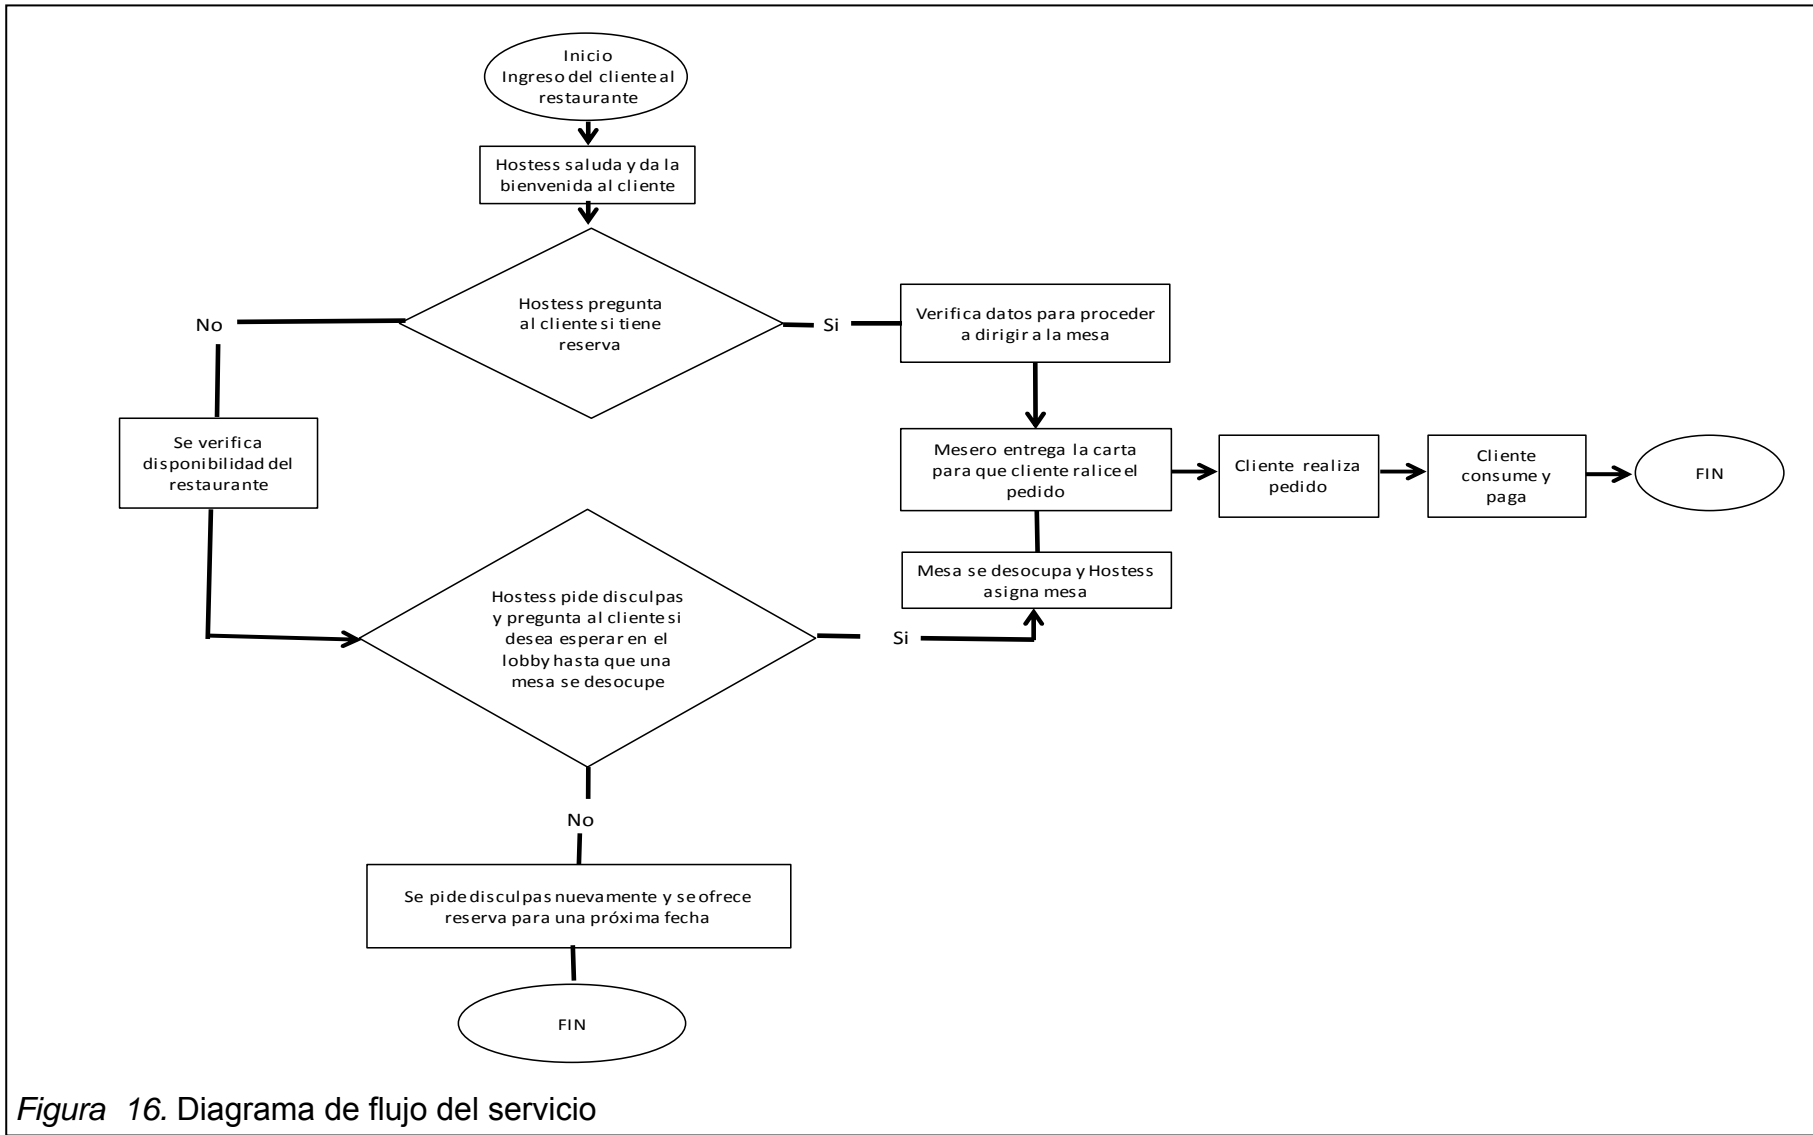 Inicio
Ingreso del cliente al
restaurante
Hostess saluda y da la
bienvenida al cliente
Hostess pregunta
al cliente si tiene
reserva
No
Si
Verifica datos para proceder
a dirigir a la mesa
Se verifica
disponibilidad del
restaurante
Mesero entrega la carta
para que cliente ralice el
pedido
Cliente realiza
pedido
Cliente
consume y
paga
FIN
Mesa se desocupa y Hostess
asigna mesa
Hostess pide disculpas
y pregunta al cliente si
desea esperar en el
lobby hasta que una
mesa se desocupe
Si
No
Se pide disculpas nuevamente y se ofrece
reserva para una próxima fecha
FIN
Figura 16. Diagrama de flujo del servicio